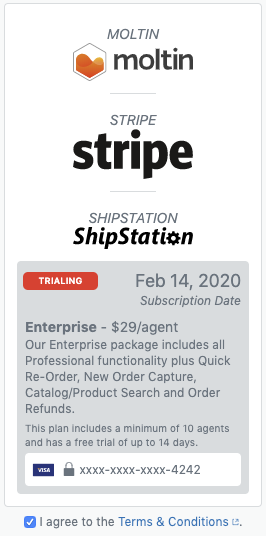 MOLTIN
moltin
STRIPE
stripe
SHIPSTATION
ShipStation
TRIALING
Feb 14, 2020
Subscription Date
Enterprise - $29/agent
Our Enterprise package includes all
Professional functionality plus Quick
Re-Order, New Order Capture,
Catalog/Product Search and Order
Refunds.
This plan includes a minimum of 10 agents
and has a free trial of up to 14 days.
VISA xxxx-xxxx-xxxx-4242
I agree to the Terms & Conditions.